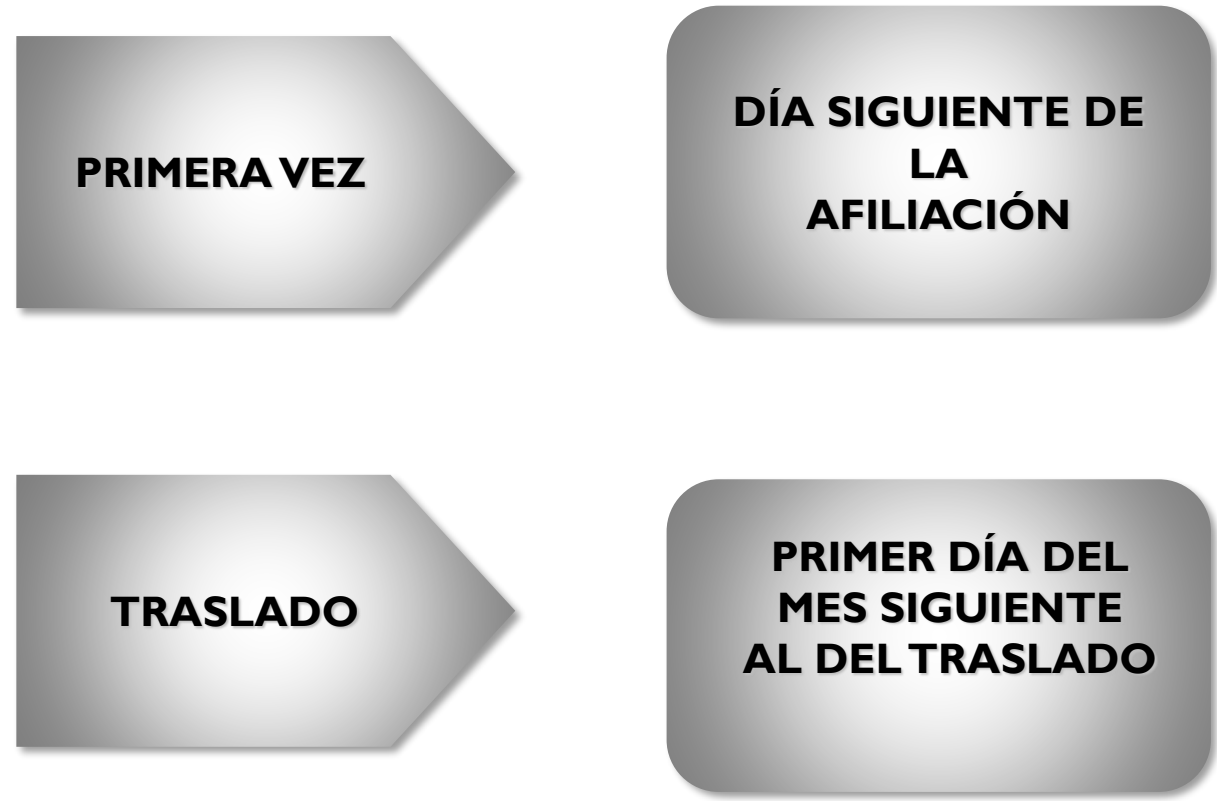 PRIMERA VEZ
DÍA SIGUIENTE DE
LA
AFILIACIÓN
TRASLADO
PRIMER DÍA DEL
MES SIGUIENTE
AL DEL TRASLADO